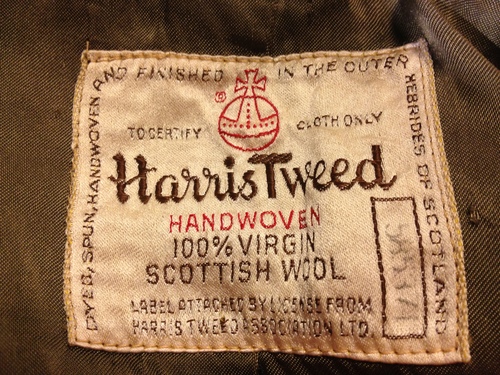 DYED, SPUN, HANDWOVEN AND FINISHED IN THE OUTER HEBRIDES OF SCOTLAND
®
TO CERTIFY CLOTH ONLY
Harris Tweed
HANDWOVEN
100% VIRGIN
SCOTTISH WOOL
LABEL ATTACHED BY LICENSE FROM
HARRIS TWEED ASSOCIATION LTD.